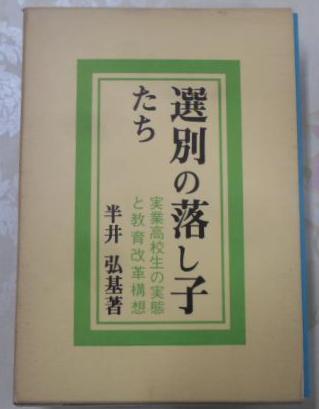 選別の落し子
たち
実業高校生の実態
と教育改革構想
半井 弘基著